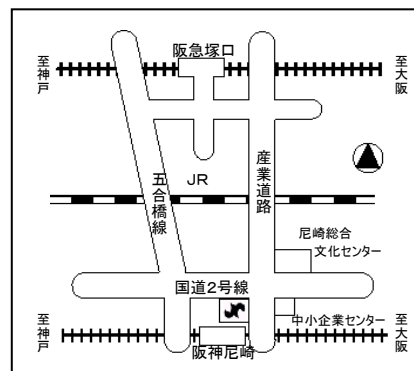 阪急塚口
至神戸
至大阪
五合橋線
産業道路
JR
尼崎総合
文化センター
国道2号線
中小企業センター
至神戸
阪神尼崎
至大阪